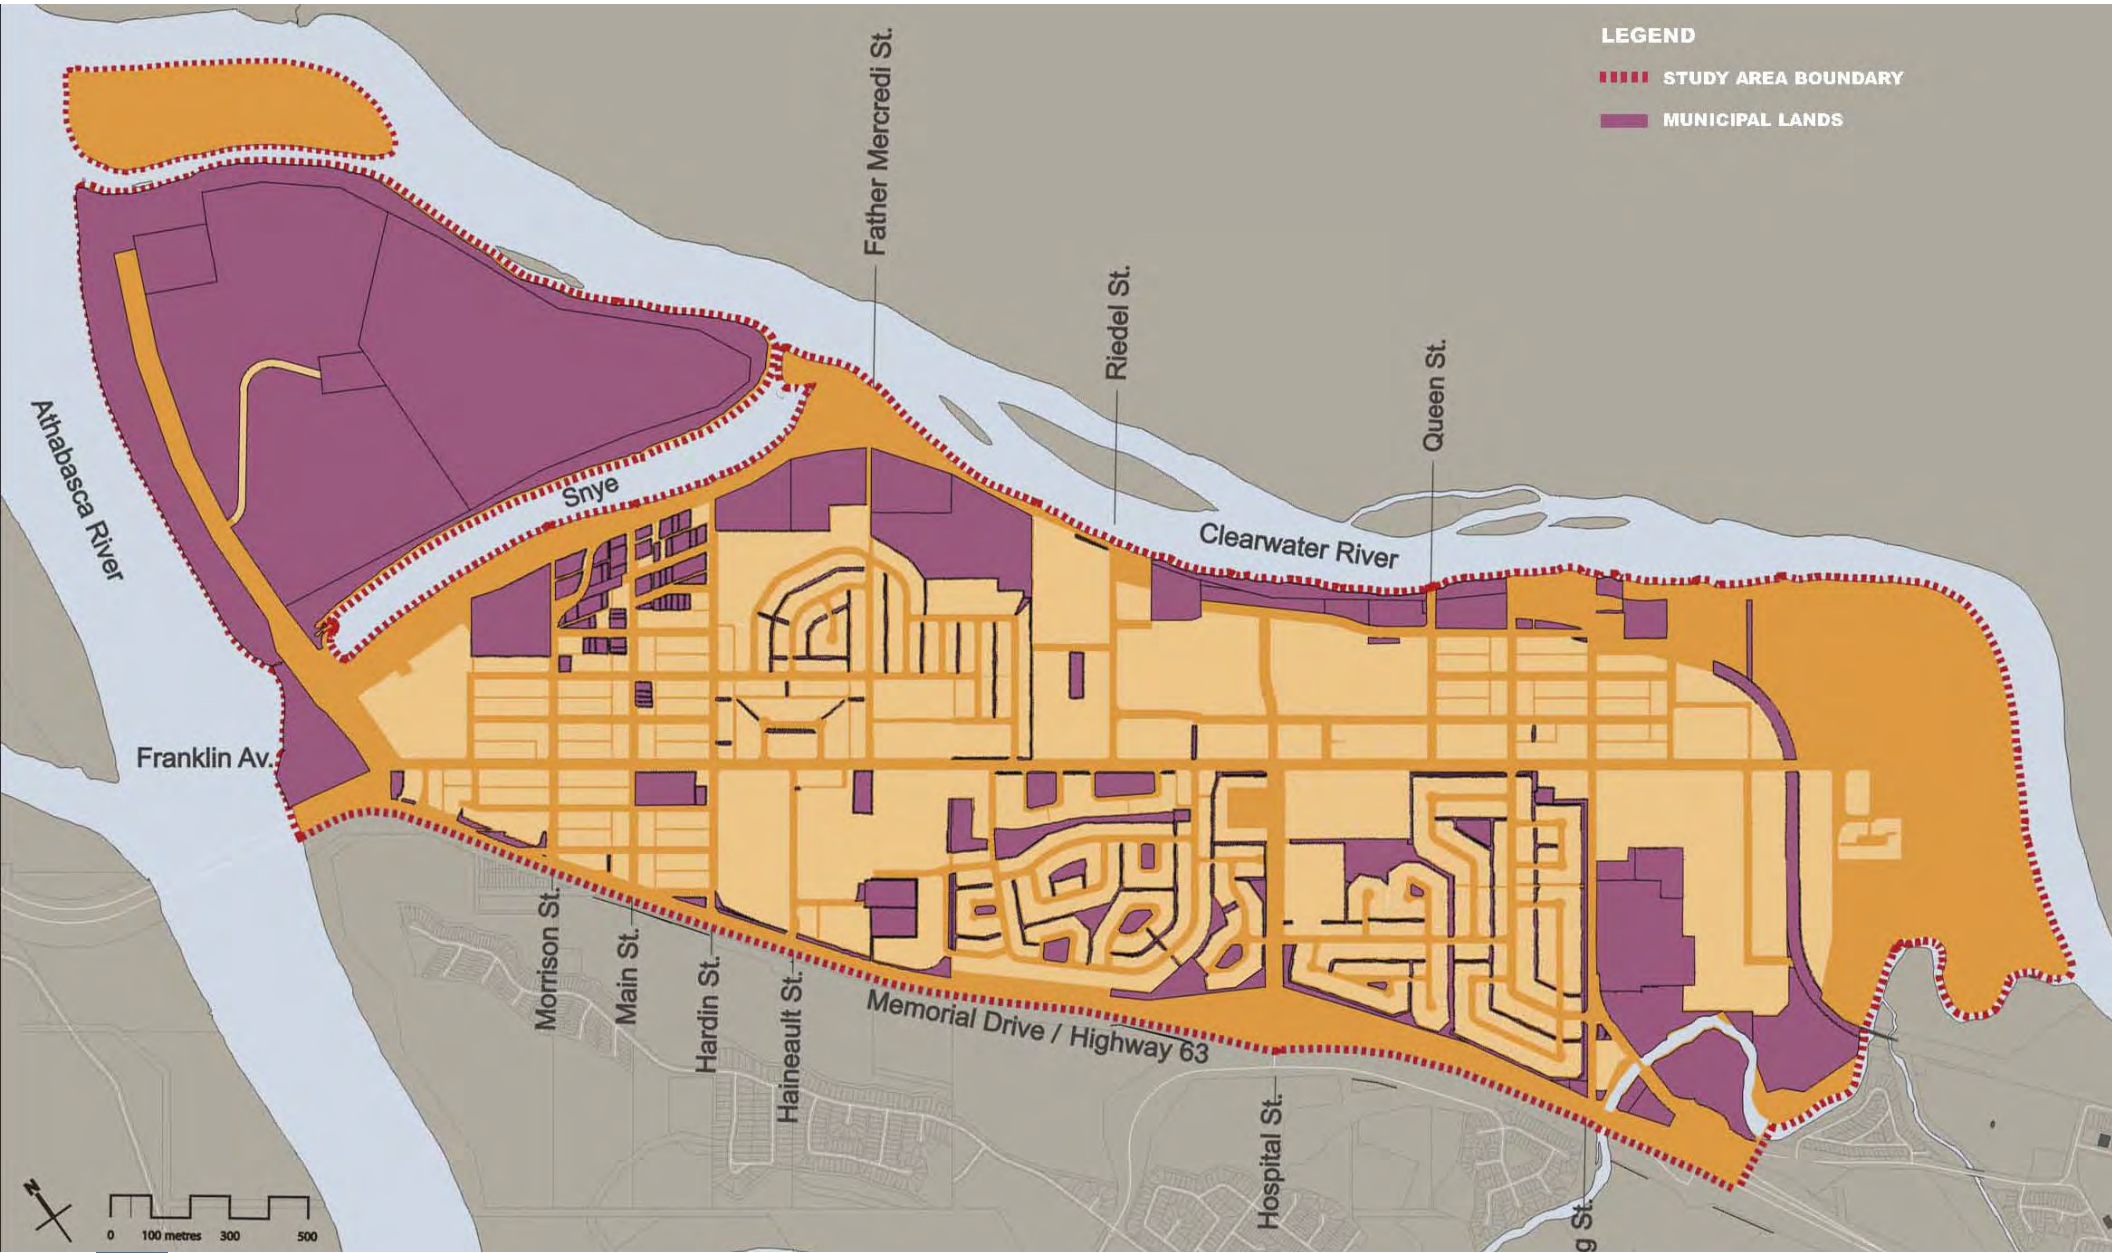 LEGEND
STUDY AREA BOUNDARY
MUNICIPAL LANDS
Father Mercredi St.
Riedel St.
Queen St.
Athabasca River
Snye
Clearwater River
Franklin Av.
Morrison St.
Main St.
Hardin St.
Haineault St.
Memorial Drive / Highway 63
Hospital St.
g St.
N
0 100 metres 300 500